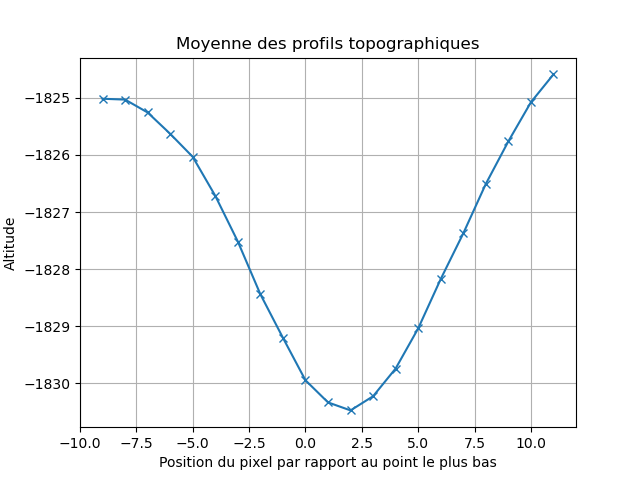 Moyenne des profils topographiques
−1825
−1826
−1827
−1828
−1829
−1830
Altitude
−10.0 −7.5 −5.0 −2.5 0.0 2.5 5.0 7.5 10.0
Position du pixel par rapport au point le plus bas